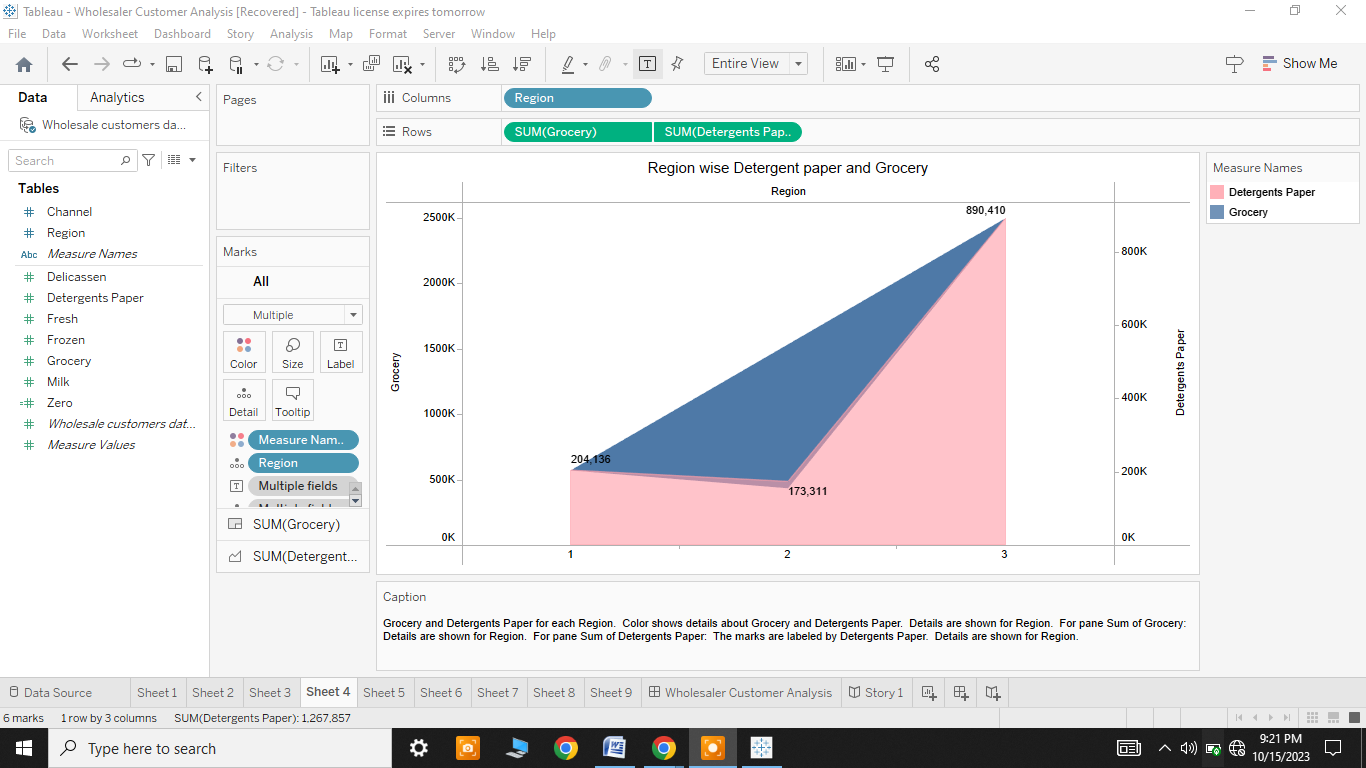 Tableau - Wholesaler Customer Analysis [Recovered] - Tableau license expires tomorrow
File Data Worksheet Dashboard Story Analysis Map Format Server Window Help
Entire View
Show Me
Data Analytics
Wholesale customers da...
Search
Tables
Channel
Region
Abc Measure Names
Delicassen
Detergents Paper
Fresh
Frozen
Grocery
Milk
Zero
Wholesale customers dat...
Measure Values
Pages
Filters
Marks
All
Multiple
Color Size Label
Detail Tooltip
Measure Nam..
Region
Multiple fields
SUM(Grocery)
SUM(Detergent...
Columns Region
Rows SUM(Grocery) SUM(Detergents Pap..
Region wise Detergent paper and Grocery
Region
890,410
2500K
2000K
1500K
1000K
500K
0K
Grocery
204,136
173,311
1 2 3
800K
600K
400K
200K
0K
Detergents Paper
Measure Names
Detergents Paper
Grocery
Caption
Grocery and Detergents Paper for each Region. Color shows details about Grocery and Detergents Paper. Details are shown for Region. For pane Sum of Grocery:
Details are shown for Region. For pane Sum of Detergents Paper: The marks are labeled by Detergents Paper. Details are shown for Region.
Data Source Sheet 1 Sheet 2 Sheet 3 Sheet 4 Sheet 5 Sheet 6 Sheet 7 Sheet 8 Sheet 9 Wholesaler Customer Analysis Story 1
6 marks 1 row by 3 columns SUM(Detergents Paper): 1,267,857
Type here to search
9:21 PM
10/15/2023